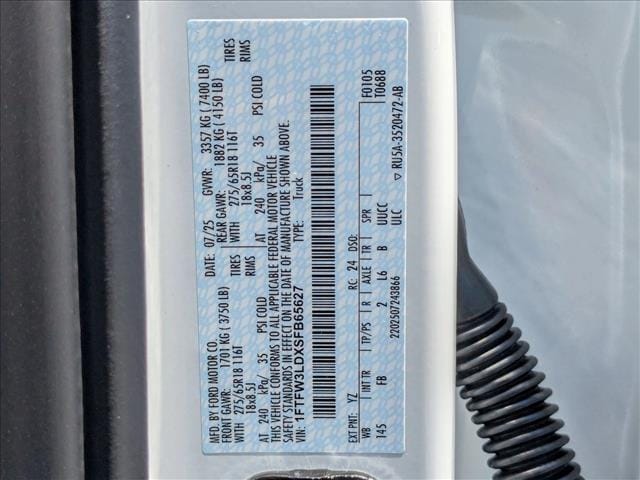 MFD. BY FORD MOTOR CO. DATE: 07/25 GVWR: 3357 KG ( 7400 LB)
FRONT GAWR: 1701 KG ( 3750 LB) REAR GAWR: 1882 KG ( 4150 LB)
WITH 275/65R18 116T TIRES WITH 275/65R18 116T TIRES
18x8.5J RIMS 18x8.5J RIMS
AT 240 kPa/ 35 PSI COLD AT 240 kPa/ 35 PSI COLD
THIS VEHICLE CONFORMS TO ALL APPLICABLE FEDERAL MOTOR VEHICLE
SAFETY STANDARDS IN EFFECT ON THE DATE OF MANUFACTURE SHOWN ABOVE.
VIN: 1FTFW3LDXSFB65627 TYPE: Truck
EXT PNT: YZ RC: 24 DSO: F0105
T0688
WB INT TR TP/PS R AXLE TR SPR
145 FB 2 L6 B UUCC
ULC
2202507243866 ▽ RU5A-3520472-AB